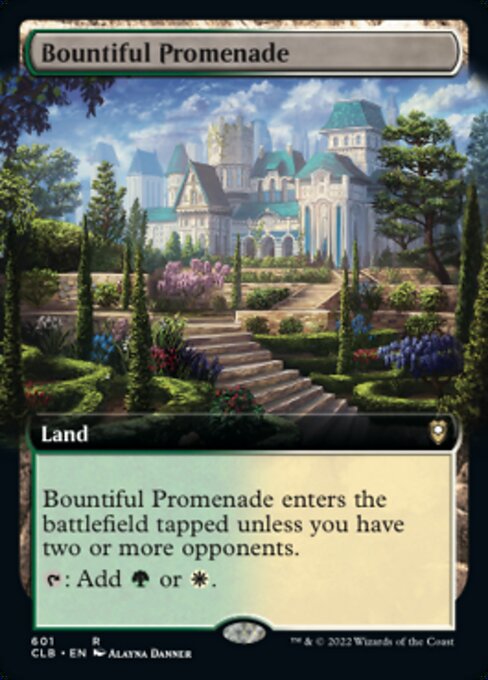 Bountiful Promenade
Land
Bountiful Promenade enters the
battlefield tapped unless you have
two or more opponents.
: Add or .
601 R
CLB • EN Alayna Danner
™ & © 2022 Wizards of the Coast